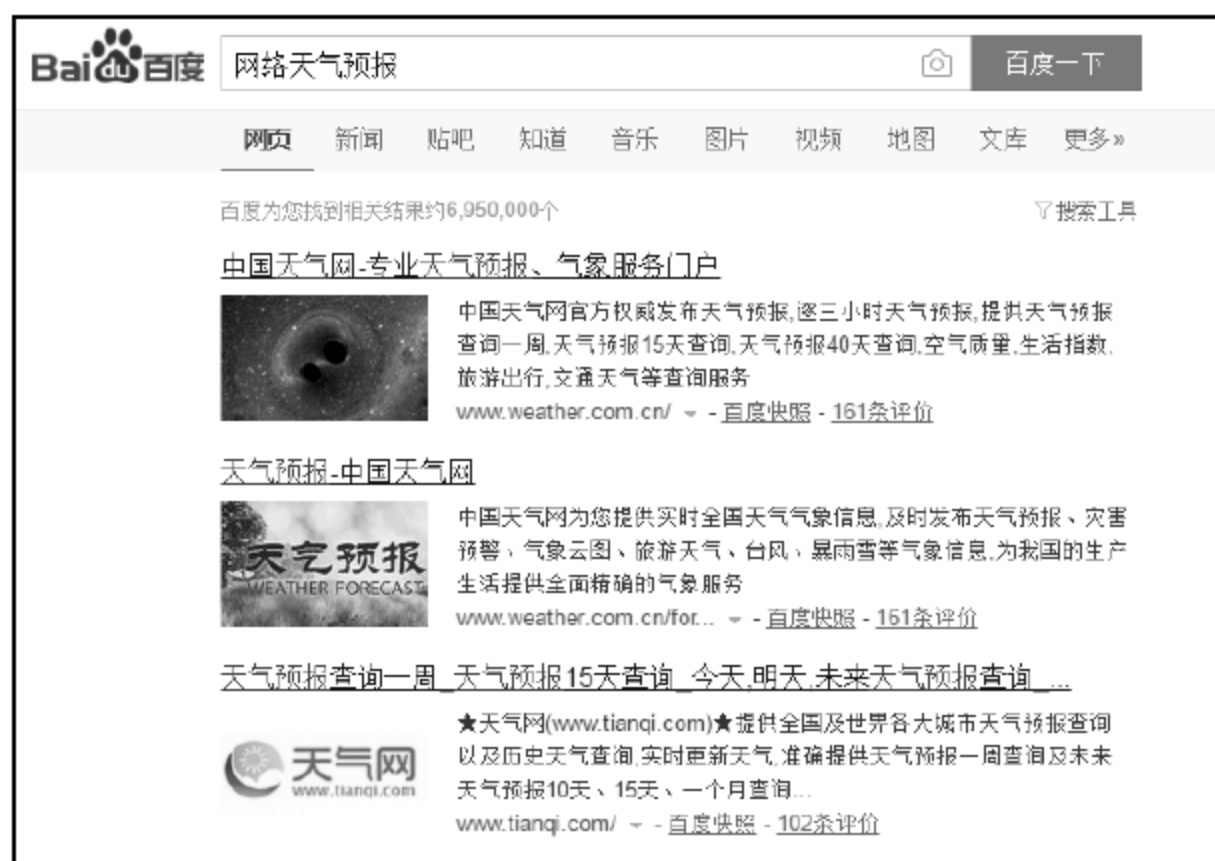 Bai du 百度 网络天气预报 百度一下
网页 新闻 贴吧 知道 音乐 图片 视频 地图 文库 更多»
百度为您找到相关结果约6,950,000个 搜索工具
中国天气网-专业天气预报、气象服务门户
中国天气网官方权威发布天气预报,逐三小时天气预报,提供天气预报
查询一周,天气预报15天查询,天气预报40天查询,空气质量,生活指数,
旅游出行,交通天气等查询服务
www.weather.com.cn/ - 百度快照 - 161条评价
天气预报-中国天气网
天气预报
WEATHER FORECAST
中国天气网为您提供实时全国天气气象信息,及时发布天气预报、灾害
预警、气象云图、旅游天气、台风、暴雨雪等气象信息,为我国的生产
生活提供全面精确的气象服务
www.weather.com.cn/for... - 百度快照 - 161条评价
天气预报查询一周_天气预报15天查询_今天,明天,未来天气预报查询_...
天气网
www.tianqi.com
★天气网(www.tianqi.com)★提供全国及世界各大城市天气预报查询
以及历史天气查询,实时更新天气,准确提供天气预报一周查询及未来
天气预报10天、15天、一个月查询...
www.tianqi.com/ - 百度快照 - 102条评价